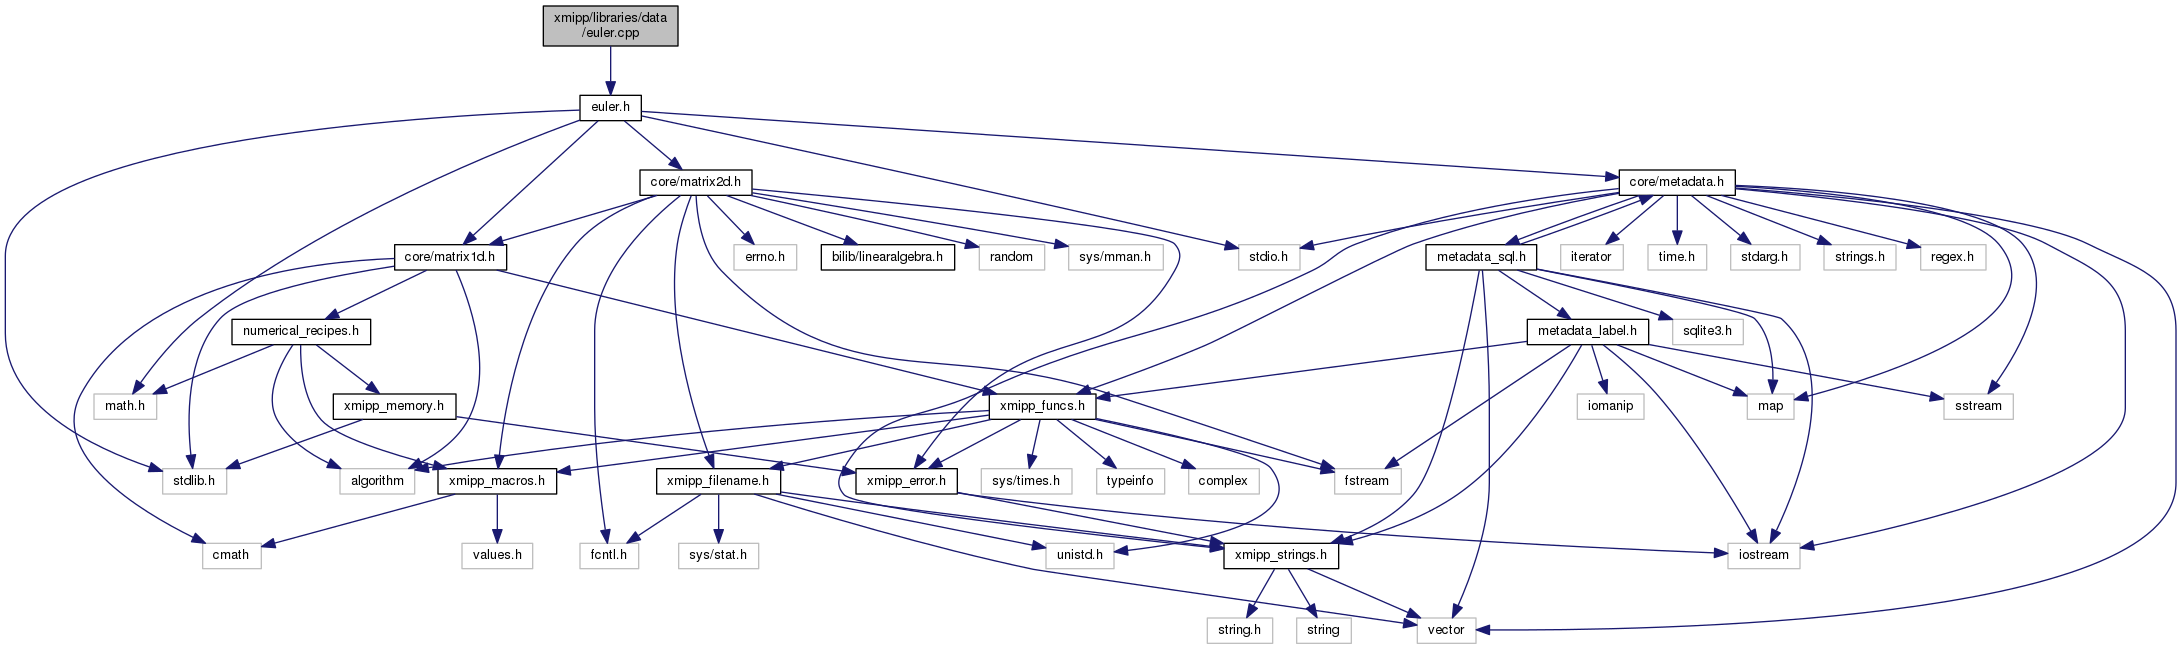 xmipp/libraries/data
/euler.cpp
euler.h
core/matrix2d.h
core/metadata.h
core/matrix1d.h
errno.h
bilib/linearalgebra.h
random
sys/mman.h
stdio.h
metadata_sql.h
iterator
time.h
stdarg.h
strings.h
regex.h
numerical_recipes.h
metadata_label.h
sqlite3.h
math.h
xmipp_memory.h
xmipp_funcs.h
iomanip
map
sstream
stdlib.h
algorithm
xmipp_macros.h
xmipp_filename.h
xmipp_error.h
sys/times.h
typeinfo
complex
fstream
cmath
values.h
fcntl.h
sys/stat.h
unistd.h
xmipp_strings.h
iostream
string.h
string
vector